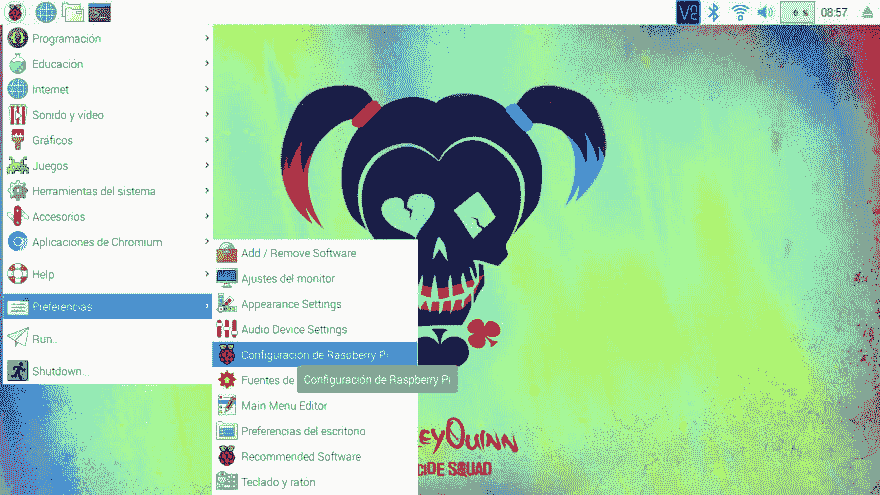 V2
08:57
Programación
Educación
Internet
Sonido y vídeo
Gráficos
Juegos
Herramientas del sistema
Accesorios
Aplicaciones de Chromium
Help
Preferencias
Run...
Shutdown...
Add / Remove Software
Ajustes del monitor
Appearance Settings
Audio Device Settings
Configuración de Raspberry Pi
Fuentes de
Configuración de Raspberry Pi
Main Menu Editor
Preferencias del escritorio
Recommended Software
Teclado y ratón
EYQUINN
CIDE SQUAD